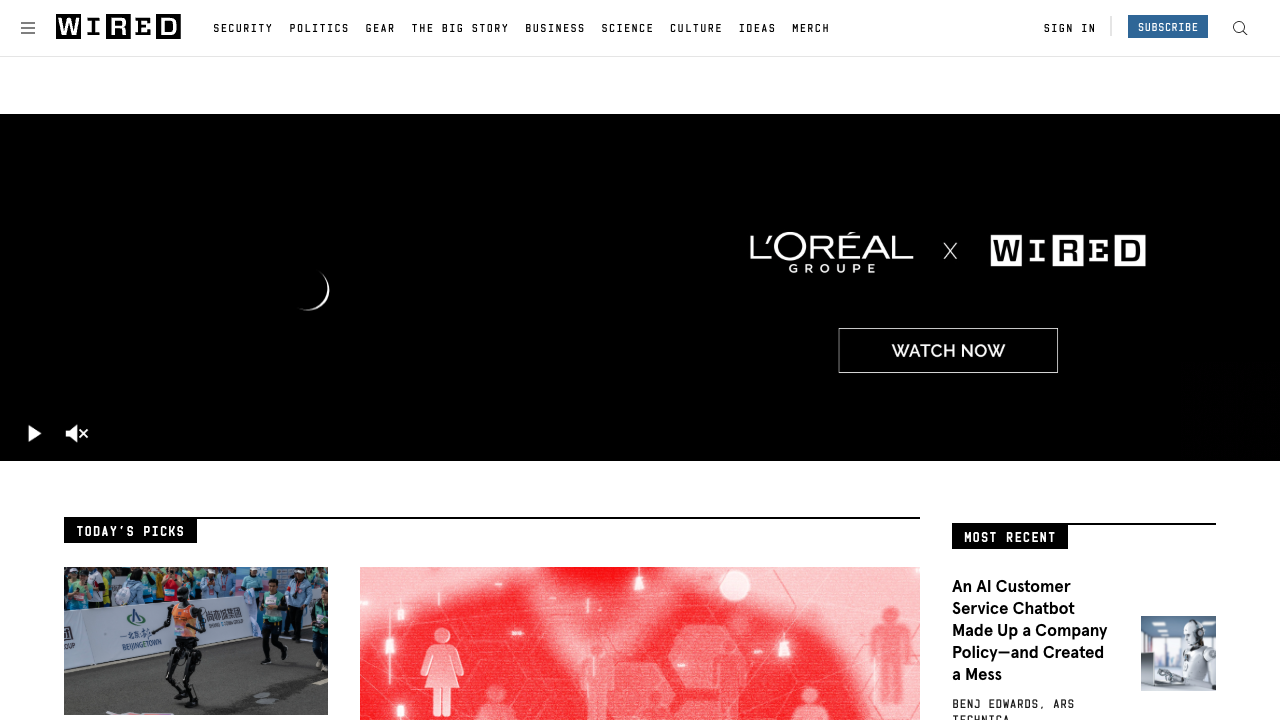 WIRED
SECURITY POLITICS GEAR THE BIG STORY BUSINESS SCIENCE CULTURE IDEAS MERCH
SIGN IN
SUBSCRIBE
L'ORÉAL
GROUPE
X
WIRED
WATCH NOW
TODAY'S PICKS
BEIJINGETOWN
MOST RECENT
An AI Customer
Service Chatbot
Made Up a Company
Policy—and Created
a Mess
BENJ EDWARDS, ARS
TECHNICA